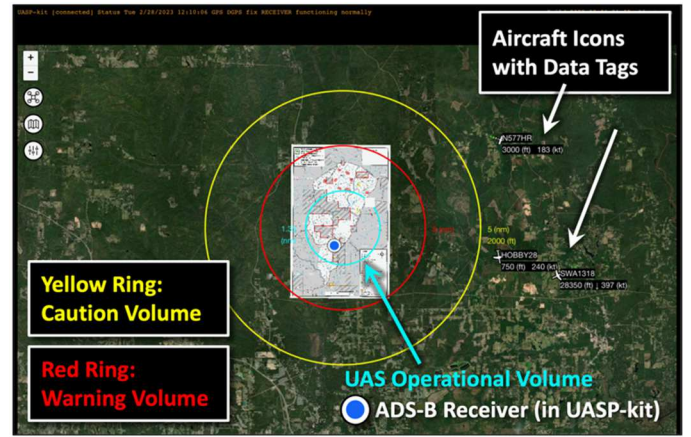 UASP-kit [connected] Status Tue 2/28/2023 12:10:06 GPS DGPS fix RECEIVER functioning normally
Aircraft Icons
with Data Tags
+
−
N577HR
3000 (ft) 183 (kt)
5 (nm)
2000 (ft)
HOBBY28
750 (ft) 240 (kt)
SWA1318
28350 (ft) ↓ 397 (kt)
Yellow Ring:
Caution Volume
Red Ring:
Warning Volume
UAS Operational Volume
ADS-B Receiver (in UASP-kit)